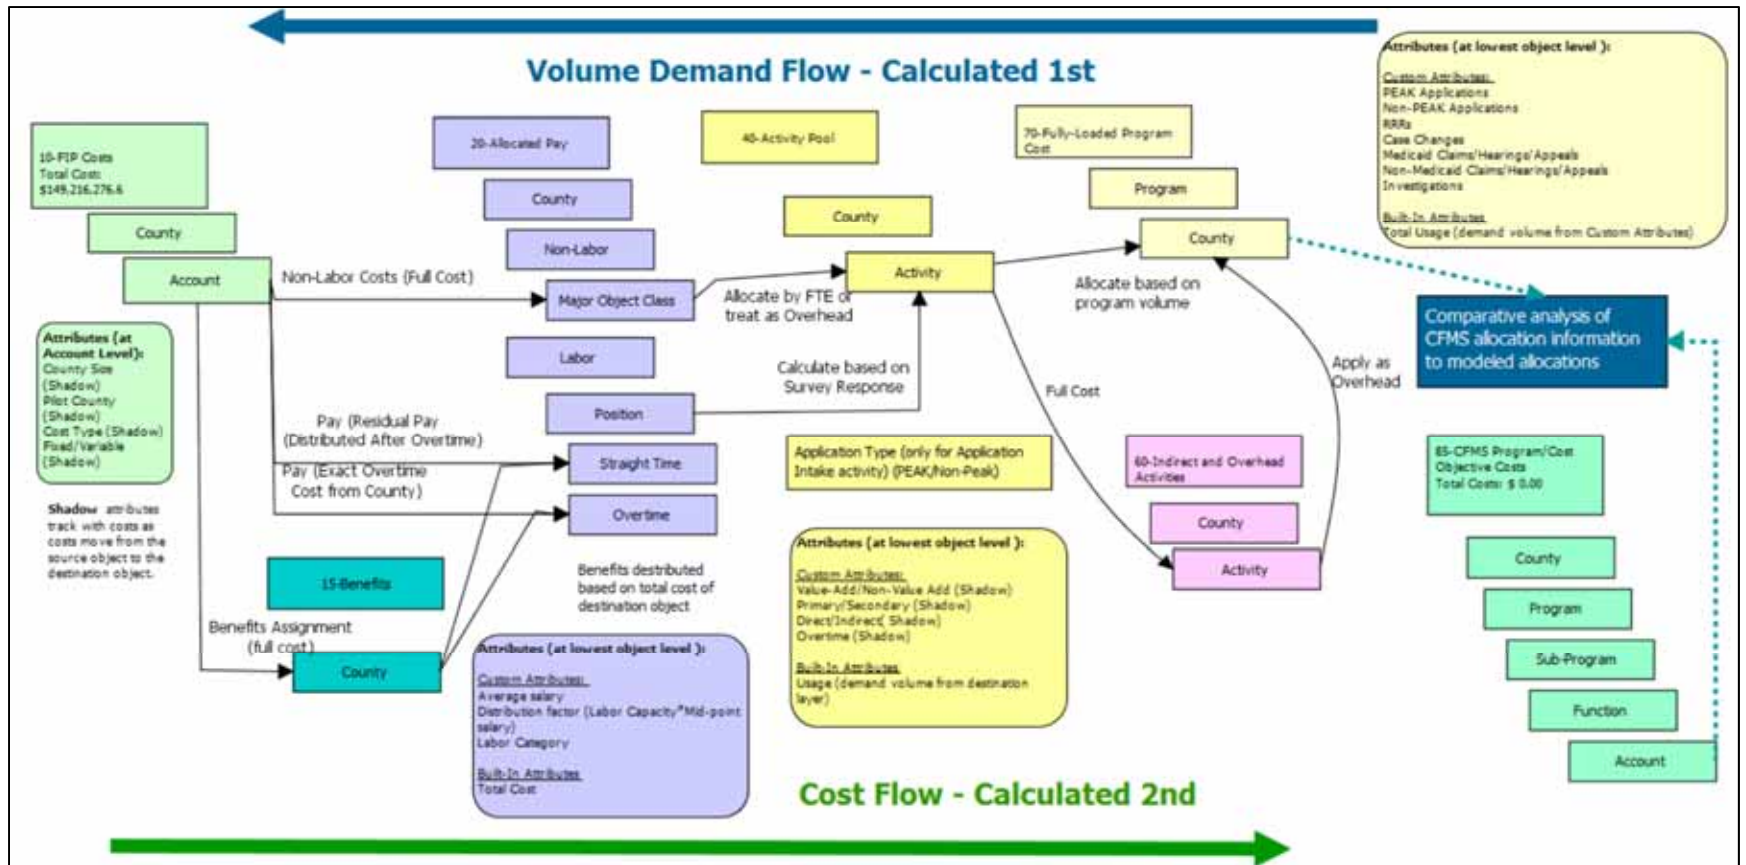 Volume Demand Flow - Calculated 1st
10-FIP Costs
Total Cost:
$149,216,276.6
County
Account
Attributes (at
Account Level):
County Size
(Shadow)
Pilot County
(Shadow)
Cost Type (Shadow)
Fixed/Variable
(Shadow)
Shadow attributes
track with costs as
costs move from the
source object to the
destination object.
Non-Labor Costs (Full Cost)
Pay (Residual Pay
(Distributed After Overtime)
Pay (Exact Overtime
Cost from County)
15-Benefits
Benefits Assignment
(full cost)
County
20-Allocated Pay
County
Non-Labor
Major Object Class
Labor
Position
Straight Time
Overtime
Benefits destributed
based on total cost of
destination object
Attributes (at lowest object level ):
Custom Attributes:
Average salary
Distribution factor (Labor Capacity*Mid-point
salary)
Labor Category
Built-In Attributes
Total Cost
40-Activity Pool
County
Activity
Allocate by FTE or
treat as Overhead
Calculate based on
Survey Response
Application Type (only for Application
Intake activity) (PEAK/Non-Peak)
Attributes (at lowest object level ):
Custom Attributes:
Value-Add/Non-Value Add (Shadow)
Primary/Secondary (Shadow)
Direct/Indirect( Shadow)
Overtime (Shadow)
Built-In Attributes
Usage (demand volume from destination
layer)
70-Fully-Loaded Program
Cost
Program
County
Allocate based on
program volume
Full Cost
Apply as
Overhead
60-Indirect and Overhead
Activities
County
Activity
Attributes (at lowest object level ):
Custom Attributes:
PEAK Applications
Non-PEAK Applications
RRRs
Case Changes
Medicaid Claims/Hearings/Appeals
Non-Medicaid Claims/Hearings/Appeals
Investigations
Built-In Attributes
Total Usage (demand volume from Custom Attributes)
Comparative analysis of
CFMS allocation information
to modeled allocations
85-CFMS Program/Cost
Objective Costs
Total Costs: $ 0.00
County
Program
Sub-Program
Function
Account
Cost Flow - Calculated 2nd